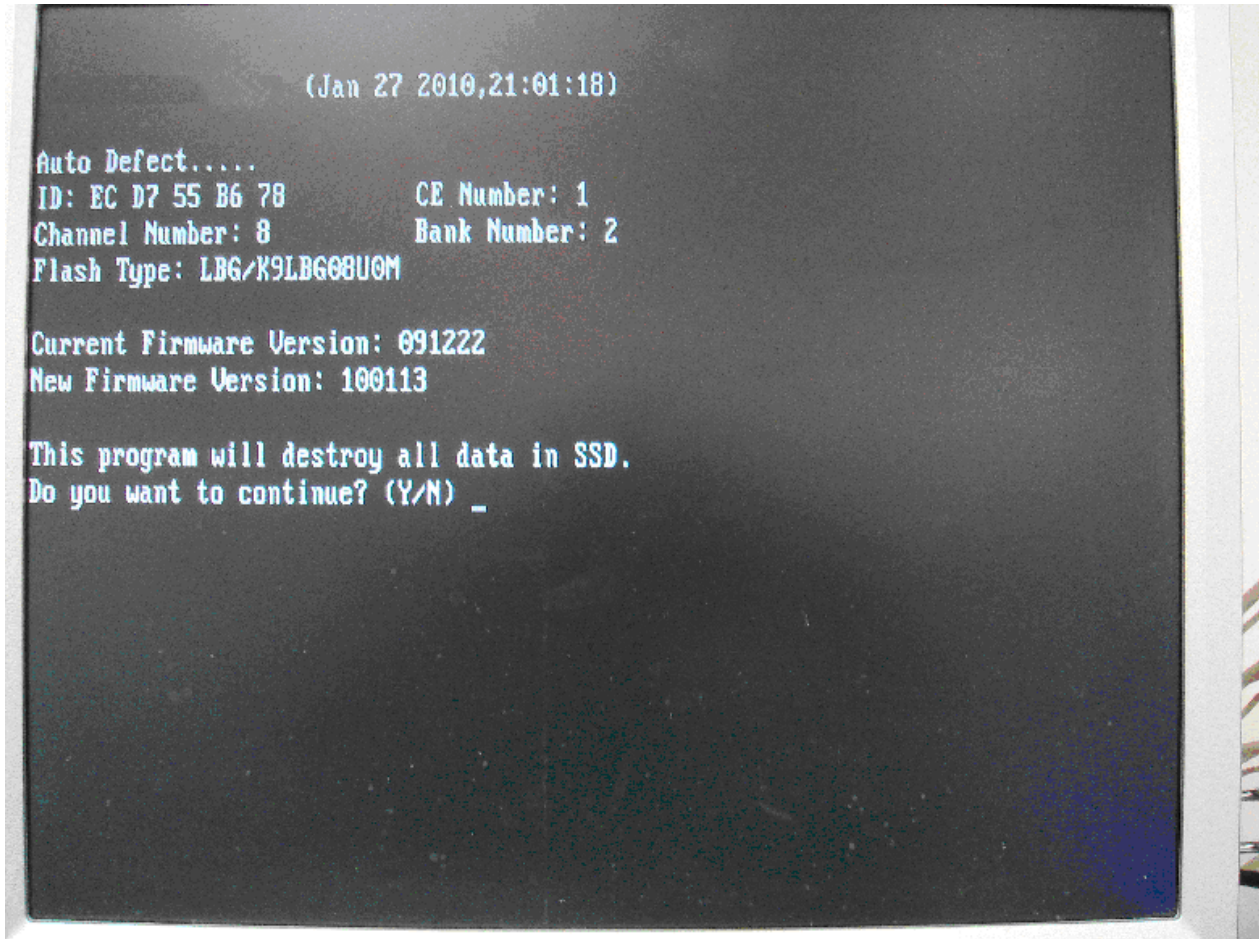 (Jan 27 2010,21:01:18)
Auto Defect.....
ID: EC D7 55 B6 78 CE Number: 1
Channel Number: 8 Bank Number: 2
Flash Type: LBG/K9LBG08U0M
Current Firmware Version: 091222
New Firmware Version: 100113
This program will destroy all data in SSD.
Do you want to continue? (Y/N) _